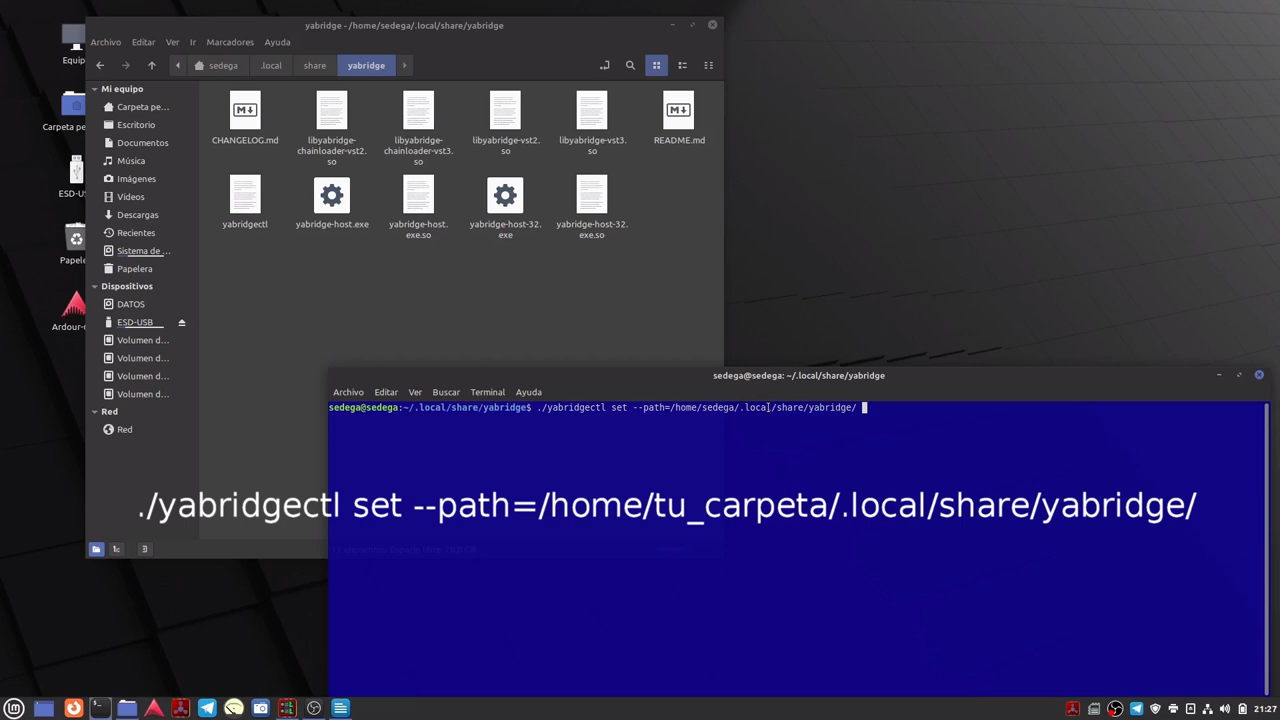 Equip
Carpeta pe
ESD-US
Papele
Ardour-
yabridge - /home/sedega/.local/share/yabridge
Archivo Editar Ver Ir Marcadores Ayuda
sedega .local share yabridge
Mi equipo
Carpeta pe...
Escritorio
Documentos
Música
Imágenes
Vídeos
Descargas
Recientes
Sistema de ...
Papelera
Dispositivos
DATOS
ESD-USB
Volumen d...
Volumen d...
Volumen d...
Volumen d...
Red
Red
CHANGELOG.md
libyabridge-
chainloader-vst2.
so
libyabridge-
chainloader-vst3.
so
libyabridge-vst2.
so
libyabridge-vst3.
so
README.md
yabridgectl
yabridge-host.exe
yabridge-host.
exe.so
yabridge-host-32.
exe
yabridge-host-32.
exe.so
sedega@sedega: ~/.local/share/yabridge
Archivo Editar Ver Buscar Terminal Ayuda
sedega@sedega:~/.local/share/yabridge$ ./yabridgectl set --path=/home/sedega/.local/share/yabridge/
./yabridgectl set --path=/home/tu_carpeta/.local/share/yabridge/
21:27